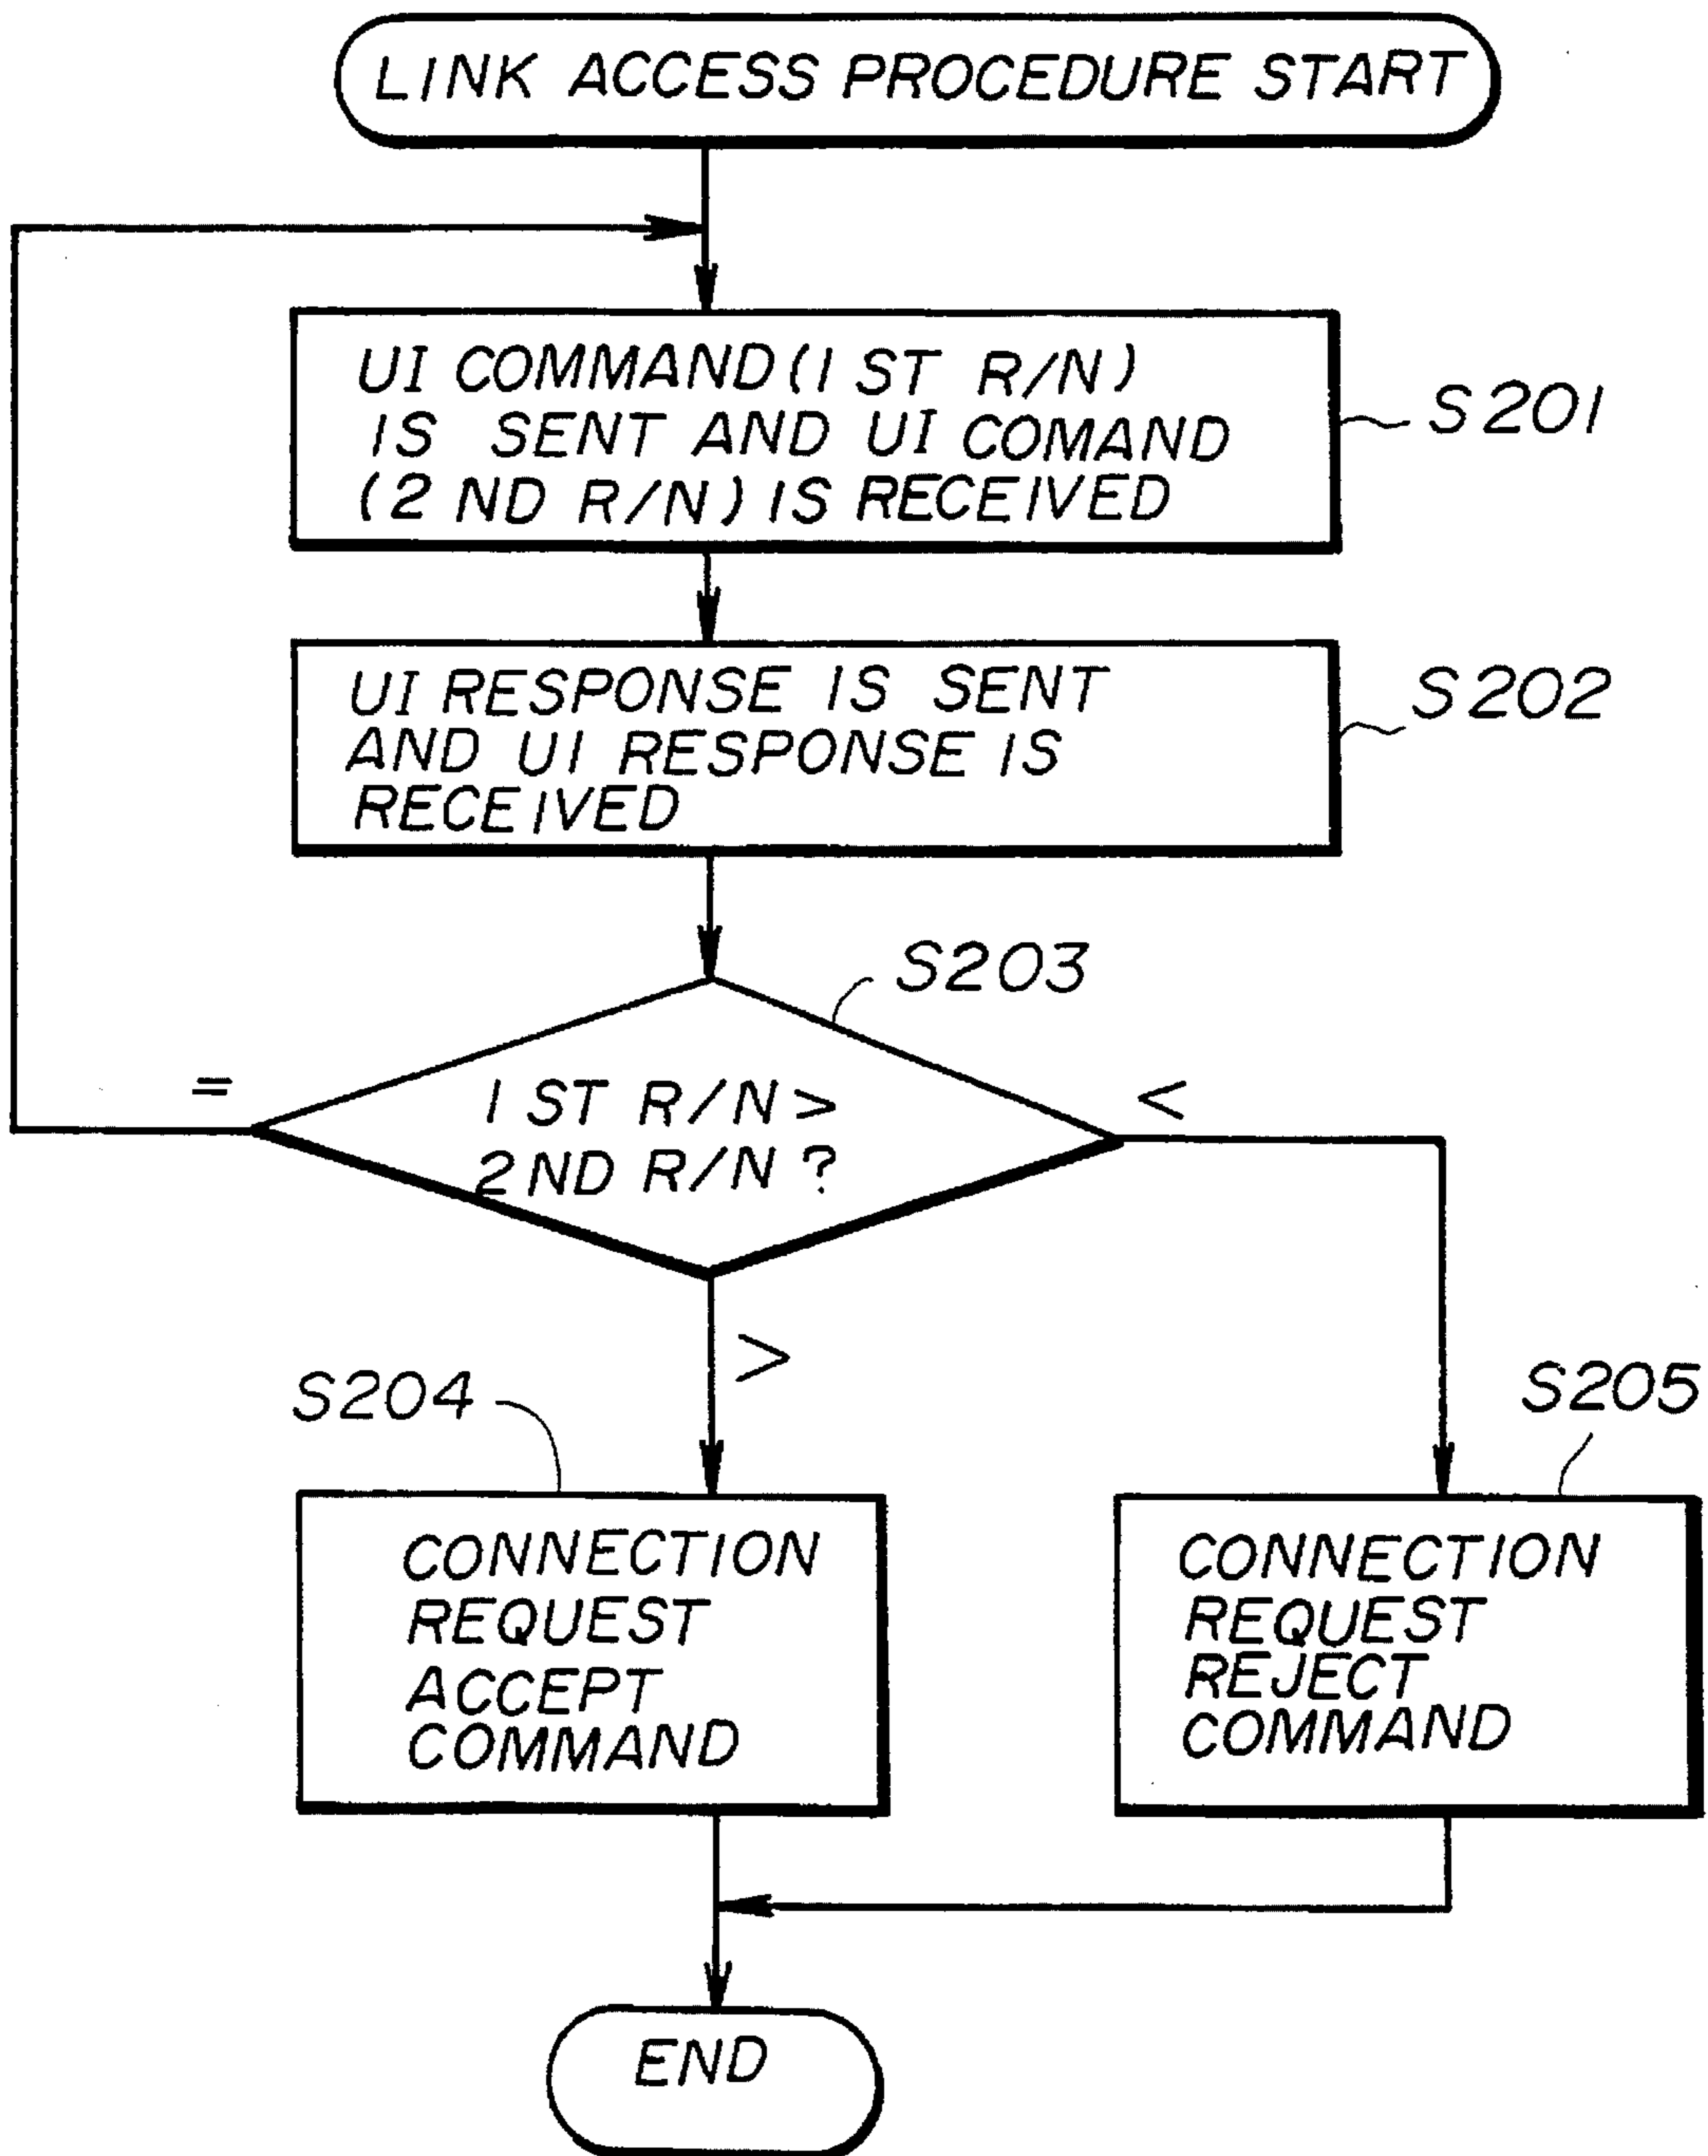 LINK ACCESS PROCEDURE START
UI COMMAND (1 ST R/N)
IS SENT AND UI COMAND
(2 ND R/N) IS RECEIVED
S201
UI RESPONSE IS SENT
AND UI RESPONSE IS
RECEIVED
S202
S203
=
1 ST R/N >
2 ND R/N ?
<
>
S204
S205
CONNECTION
REQUEST
ACCEPT
COMMAND
CONNECTION
REQUEST
REJECT
COMMAND
END